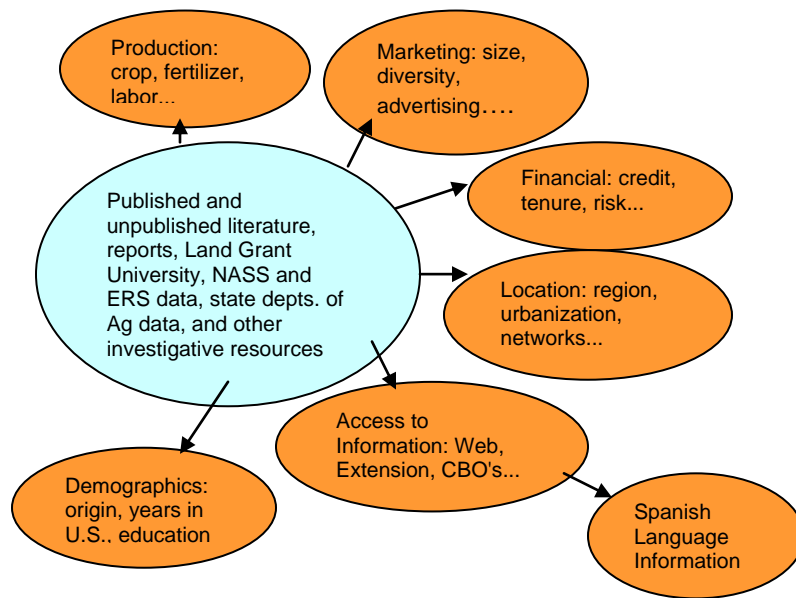 Production:
crop, fertilizer,
labor...
Marketing: size,
diversity,
advertising....
Financial: credit,
tenure, risk...
Published and
unpublished literature,
reports, Land Grant
University, NASS and
ERS data, state depts. of
Ag data, and other
investigative resources
Location: region,
urbanization,
networks...
Access to
Information: Web,
Extension, CBO's...
Demographics:
origin, years in
U.S., education
Spanish
Language
Information